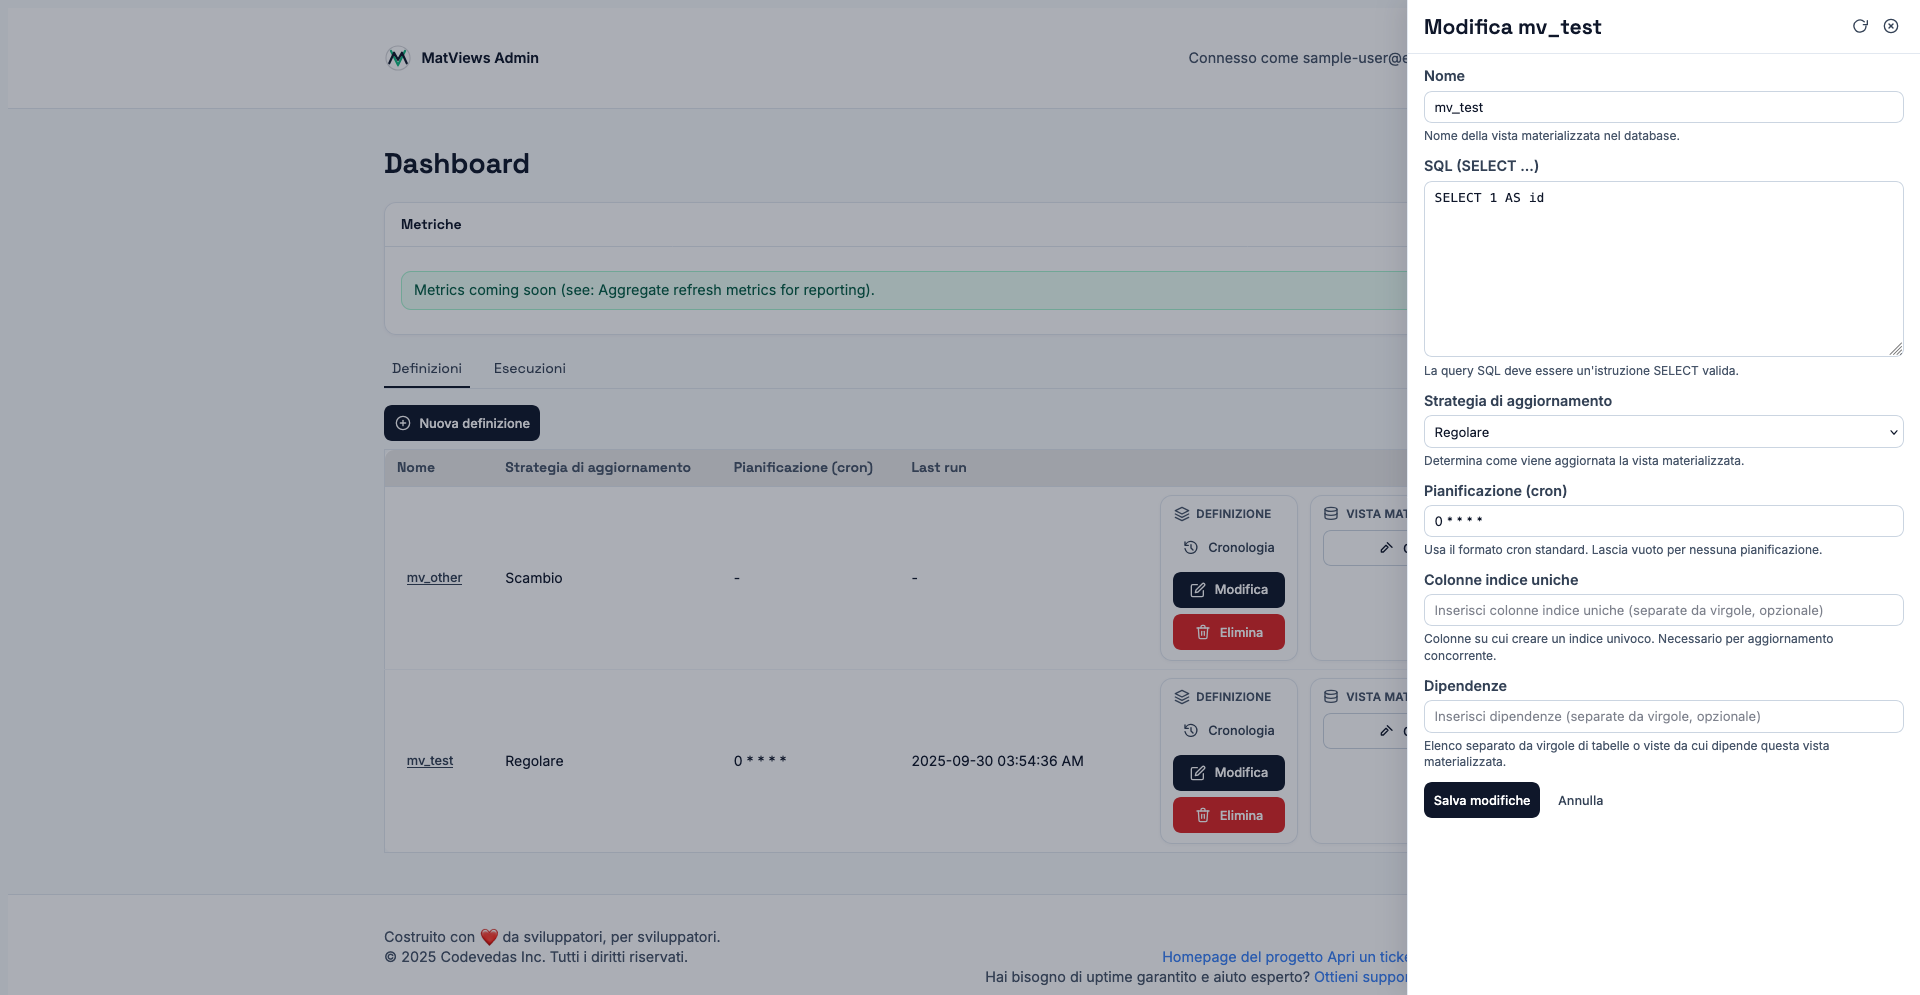 MatViews Admin
Connesso come sample-user@e
Dashboard
Metriche
Metrics coming soon (see: Aggregate refresh metrics for reporting).
Definizioni
Esecuzioni
Nuova definizione
Nome
Strategia di aggiornamento
Pianificazione (cron)
Last run
mv_other
Scambio
-
-
DEFINIZIONE
Cronologia
Modifica
Elimina
VISTA MAT
mv_test
Regolare
0 * * * *
2025-09-30 03:54:36 AM
DEFINIZIONE
Cronologia
Modifica
Elimina
VISTA MAT
Costruito con ❤️ da sviluppatori, per sviluppatori.
© 2025 Codevedas Inc. Tutti i diritti riservati.
Homepage del progetto Apri un ticke
Hai bisogno di uptime garantito e aiuto esperto? Ottieni suppor
Modifica mv_test
Nome
mv_test
Nome della vista materializzata nel database.
SQL (SELECT ...)
SELECT 1 AS id
La query SQL deve essere un'istruzione SELECT valida.
Strategia di aggiornamento
Regolare
Determina come viene aggiornata la vista materializzata.
Pianificazione (cron)
0 * * * *
Usa il formato cron standard. Lascia vuoto per nessuna pianificazione.
Colonne indice uniche
Inserisci colonne indice uniche (separate da virgole, opzionale)
Colonne su cui creare un indice univoco. Necessario per aggiornamento
concorrente.
Dipendenze
Inserisci dipendenze (separate da virgole, opzionale)
Elenco separato da virgole di tabelle o viste da cui dipende questa vista
materializzata.
Salva modifiche
Annulla